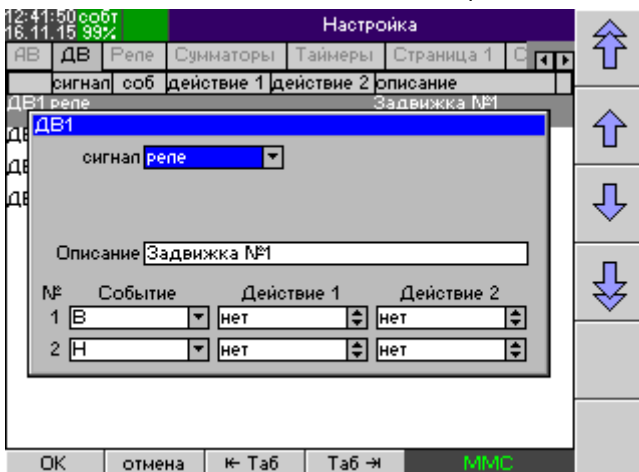 12:41:50 собт
16.11.15 99%
Настройка
АВ ДВ Реле Сумматоры Таймеры Страница 1 С
сигнал соб действие 1 действие 2 описание
ДВ1 реле Задвижка №1
ДВ1
сигнал реле
Описание Задвижка №1
№ Событие Действие 1 Действие 2
1 В нет нет
2 Н нет нет
ОК отмена Таб Таб ММС